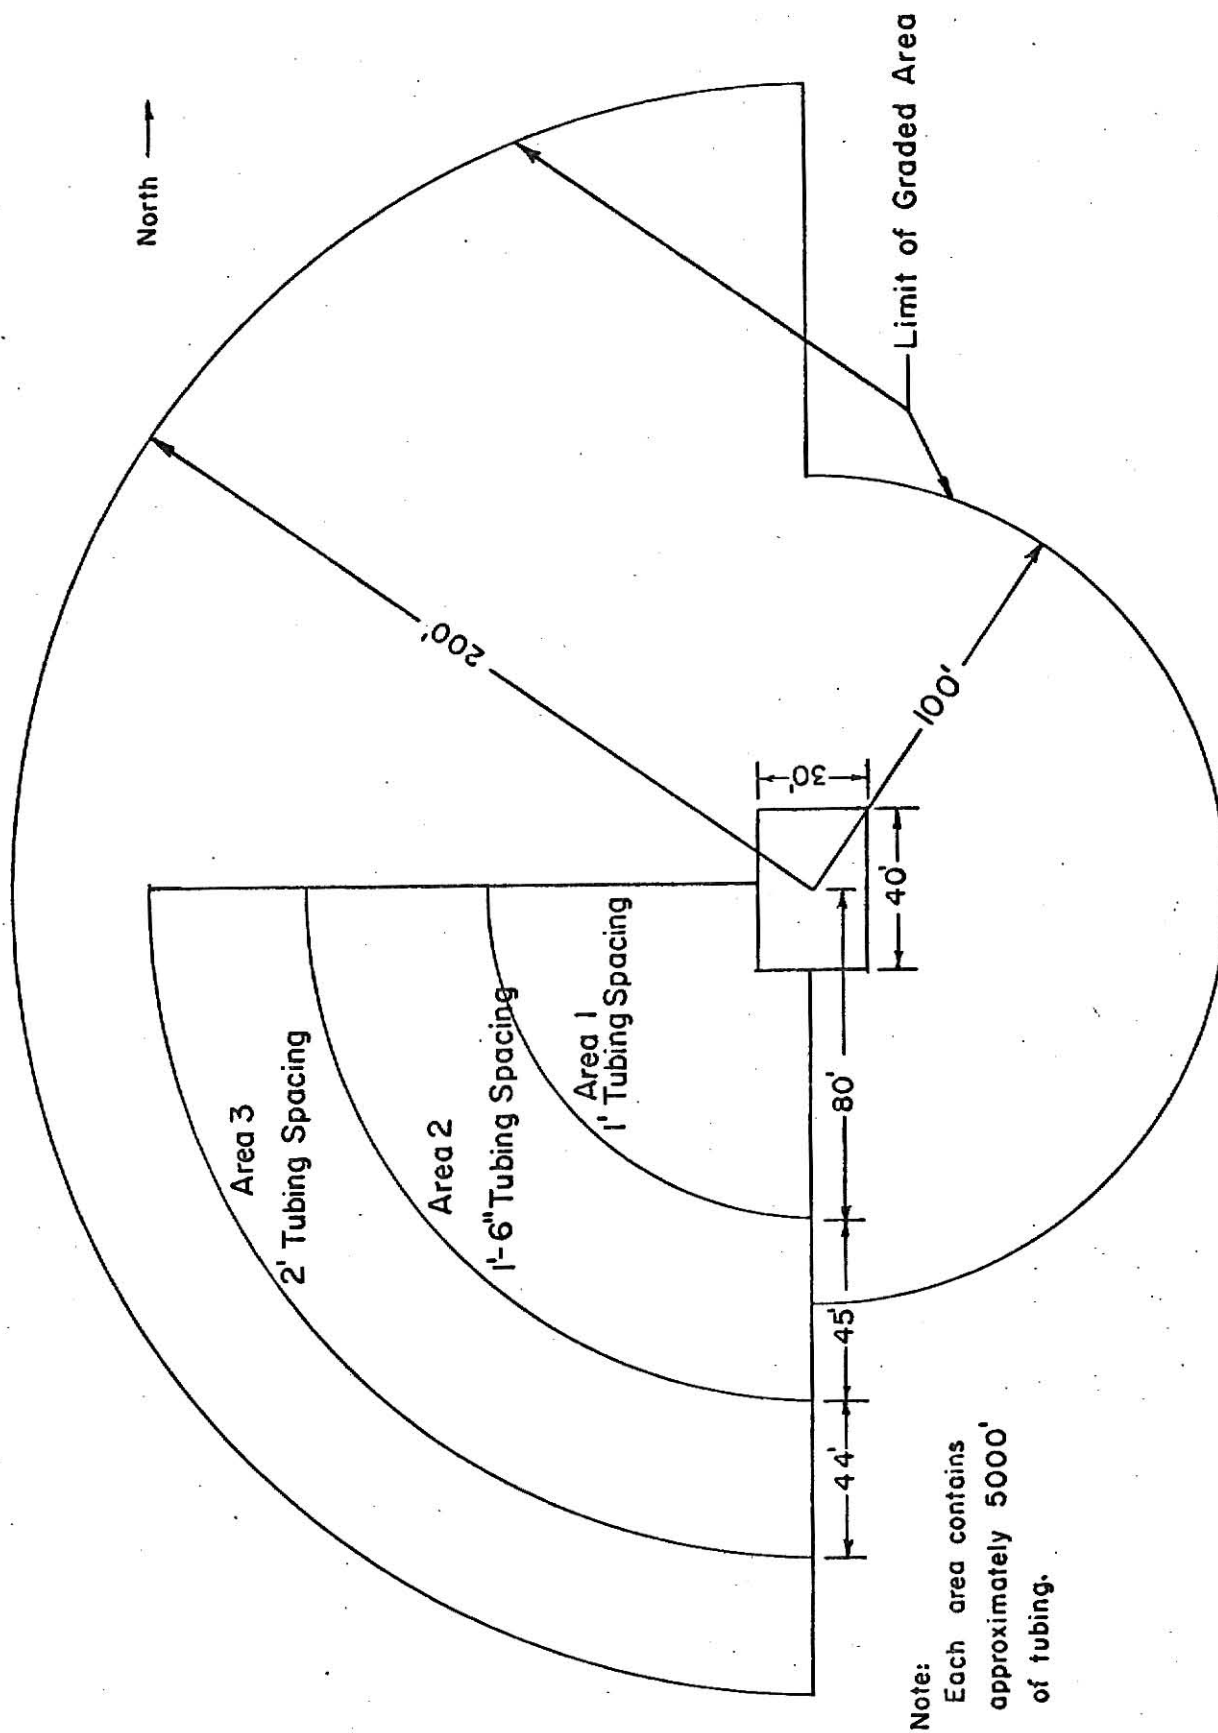 North
Limit of Graded Area
200'
100'
30'
40'
Area 1
1' Tubing Spacing
Area 2
1'-6" Tubing Spacing
Area 3
2' Tubing Spacing
80'
45'
44'
Note:
Each area contains
approximately 5000'
of tubing.